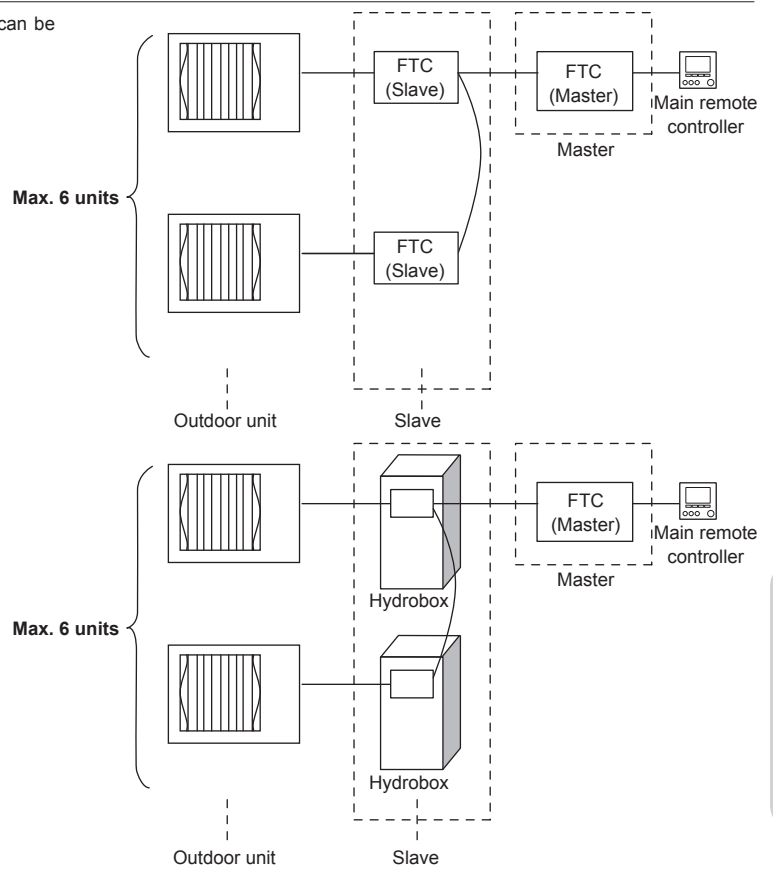 can be
FTC
(Slave)
FTC
(Master)
Main remote
controller
Master
Max. 6 units
FTC
(Slave)
Outdoor unit
Slave
FTC
(Master)
Main remote
controller
Master
Hydrobox
Max. 6 units
Hydrobox
Outdoor unit
Slave